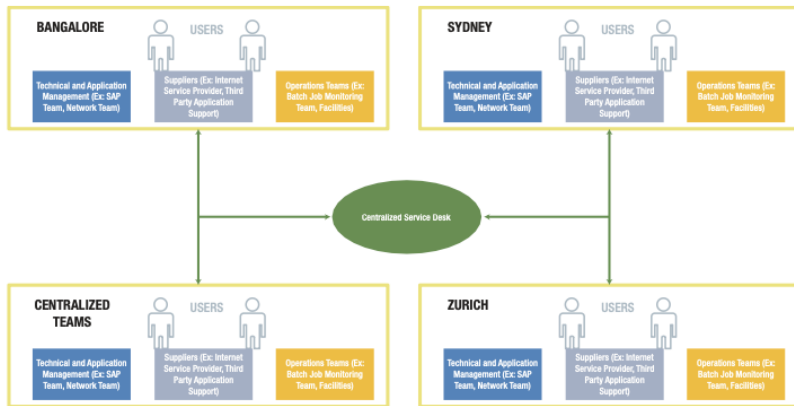 BANGALORE
USERS
Technical and Application
Management (Ex: SAP
Team, Network Team)
Suppliers (Ex: Internet
Service Provider, Third
Party Application
Support)
Operations Teams (Ex:
Batch Job Monitoring
Team, Facilities)
SYDNEY
USERS
Technical and Application
Management (Ex: SAP
Team, Network Team)
Suppliers (Ex: Internet
Service Provider, Third
Party Application
Support)
Operations Teams (Ex:
Batch Job Monitoring
Team, Facilities)
Centralized Service Desk
CENTRALIZED
TEAMS
USERS
Technical and Application
Management (Ex: SAP
Team, Network Team)
Suppliers (Ex: Internet
Service Provider, Third
Party Application
Support)
Operations Teams (Ex:
Batch Job Monitoring
Team, Facilities)
ZURICH
USERS
Technical and Application
Management (Ex: SAP
Team, Network Team)
Suppliers (Ex: Internet
Service Provider, Third
Party Application
Support)
Operations Teams (Ex:
Batch Job Monitoring
Team, Facilities)